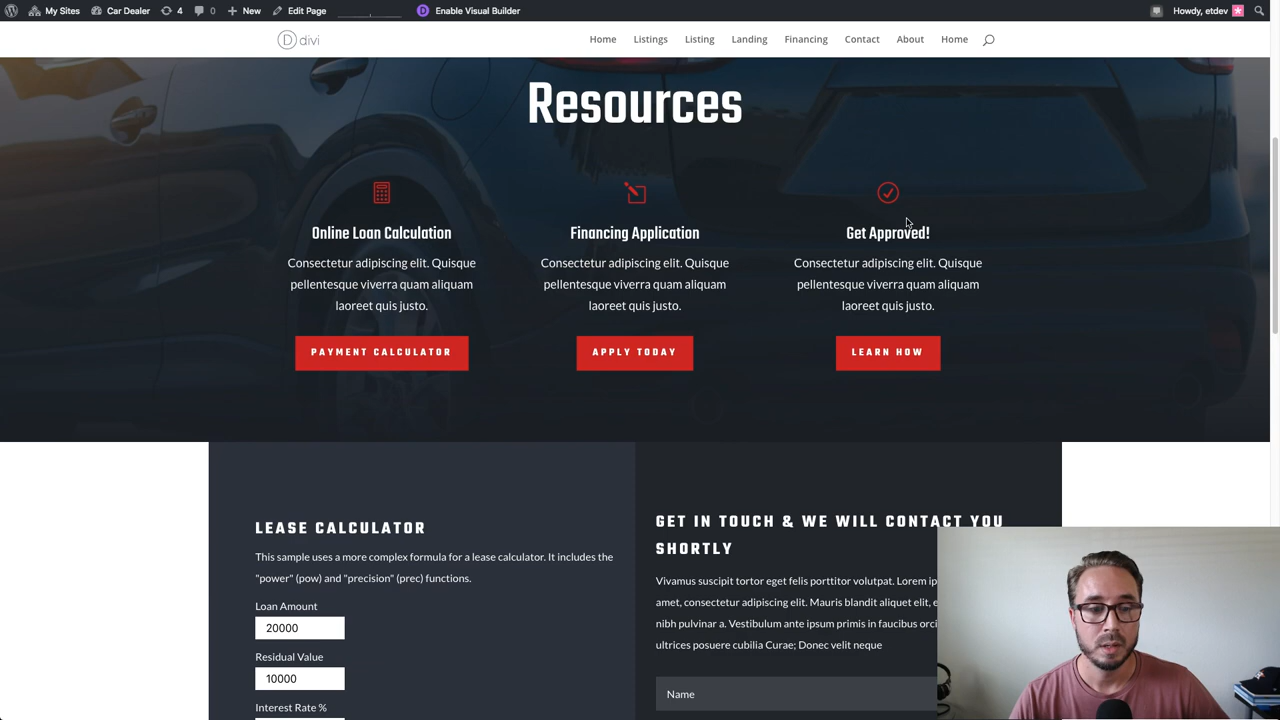 My Sites
Car Dealer
4
0
New
Edit Page
D
Enable Visual Builder
Howdy, etdev
D divi
Home
Listings
Listing
Landing
Financing
Contact
About
Home
Resources
Online Loan Calculation
Consectetur adipiscing elit. Quisque
pellentesque viverra quam aliquam
laoreet quis justo.
PAYMENT CALCULATOR
Financing Application
Consectetur adipiscing elit. Quisque
pellentesque viverra quam aliquam
laoreet quis justo.
APPLY TODAY
Get Approved!
Consectetur adipiscing elit. Quisque
pellentesque viverra quam aliquam
laoreet quis justo.
LEARN HOW
LEASE CALCULATOR
This sample uses a more complex formula for a lease calculator. It includes the
"power" (pow) and "precision" (prec) functions.
Loan Amount
20000
Residual Value
10000
Interest Rate %
GET IN TOUCH & WE WILL CONTACT YOU
SHORTLY
Vivamus suscipit tortor eget felis porttitor volutpat. Lorem ip
amet, consectetur adipiscing elit. Mauris blandit aliquet elit, e
nibh pulvinar a. Vestibulum ante ipsum primis in faucibus orci
ultrices posuere cubilia Curae; Donec velit neque
Name